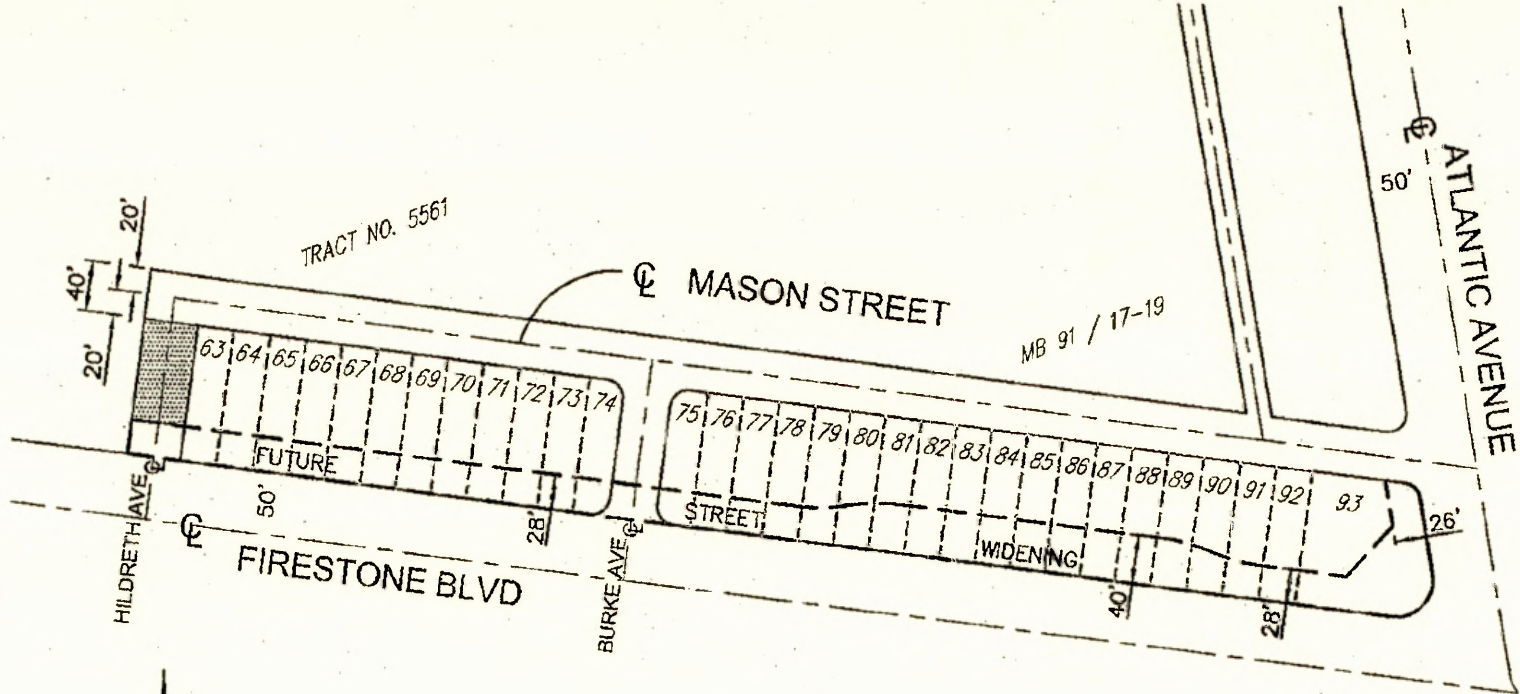 20'
TRACT NO. 5561
40'
20'
℄ MASON STREET
MB 91 / 17-19
℄ ATLANTIC AVENUE
50'
63 64 65 66 67 68 69 70 71 72 73 74
75 76 77 78 79 80 81 82 83 84 85 86 87 88 89 90 91 92 93
FUTURE
STREET
WIDENING
26'
50'
28'
40'
28'
HILDRETH AVE ℄
℄ FIRESTONE BLVD
BURKE AVE ℄